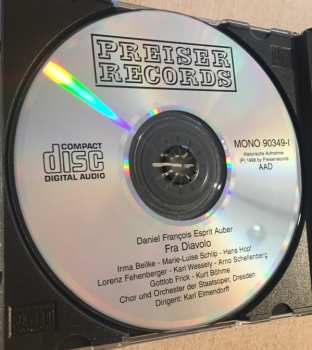 PREISER
RECORDS
COMPACT
disc
DIGITAL AUDIO
MONO 90349-I
Historische Aufnahme
(P) 1998 by Preiserrecords
AAD
Daniel François Esprit Auber
Fra Diavolo
Irma Beilke - Marie-Luise Schilp - Hans Hopf
Lorenz Fehenberger - Karl Wessely - Arno Schellenberg
Gottlob Frick - Kurt Böhme
Chor und Orchester der Staatsoper, Dresden
Dirigent: Karl Elmendorff